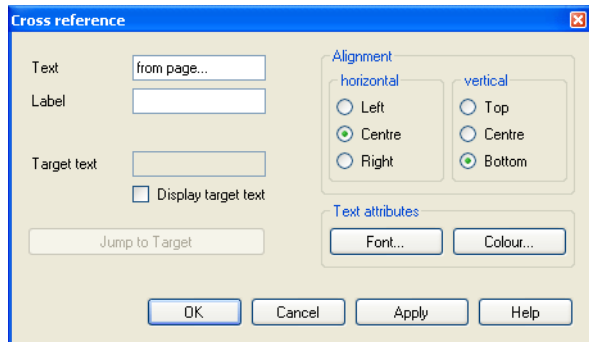 Cross reference
Text from page...
Label
Target text
Display target text
Jump to Target
Alignment
horizontal
Left
Centre
Right
vertical
Top
Centre
Bottom
Text attributes
Font... Colour...
OK Cancel Apply Help